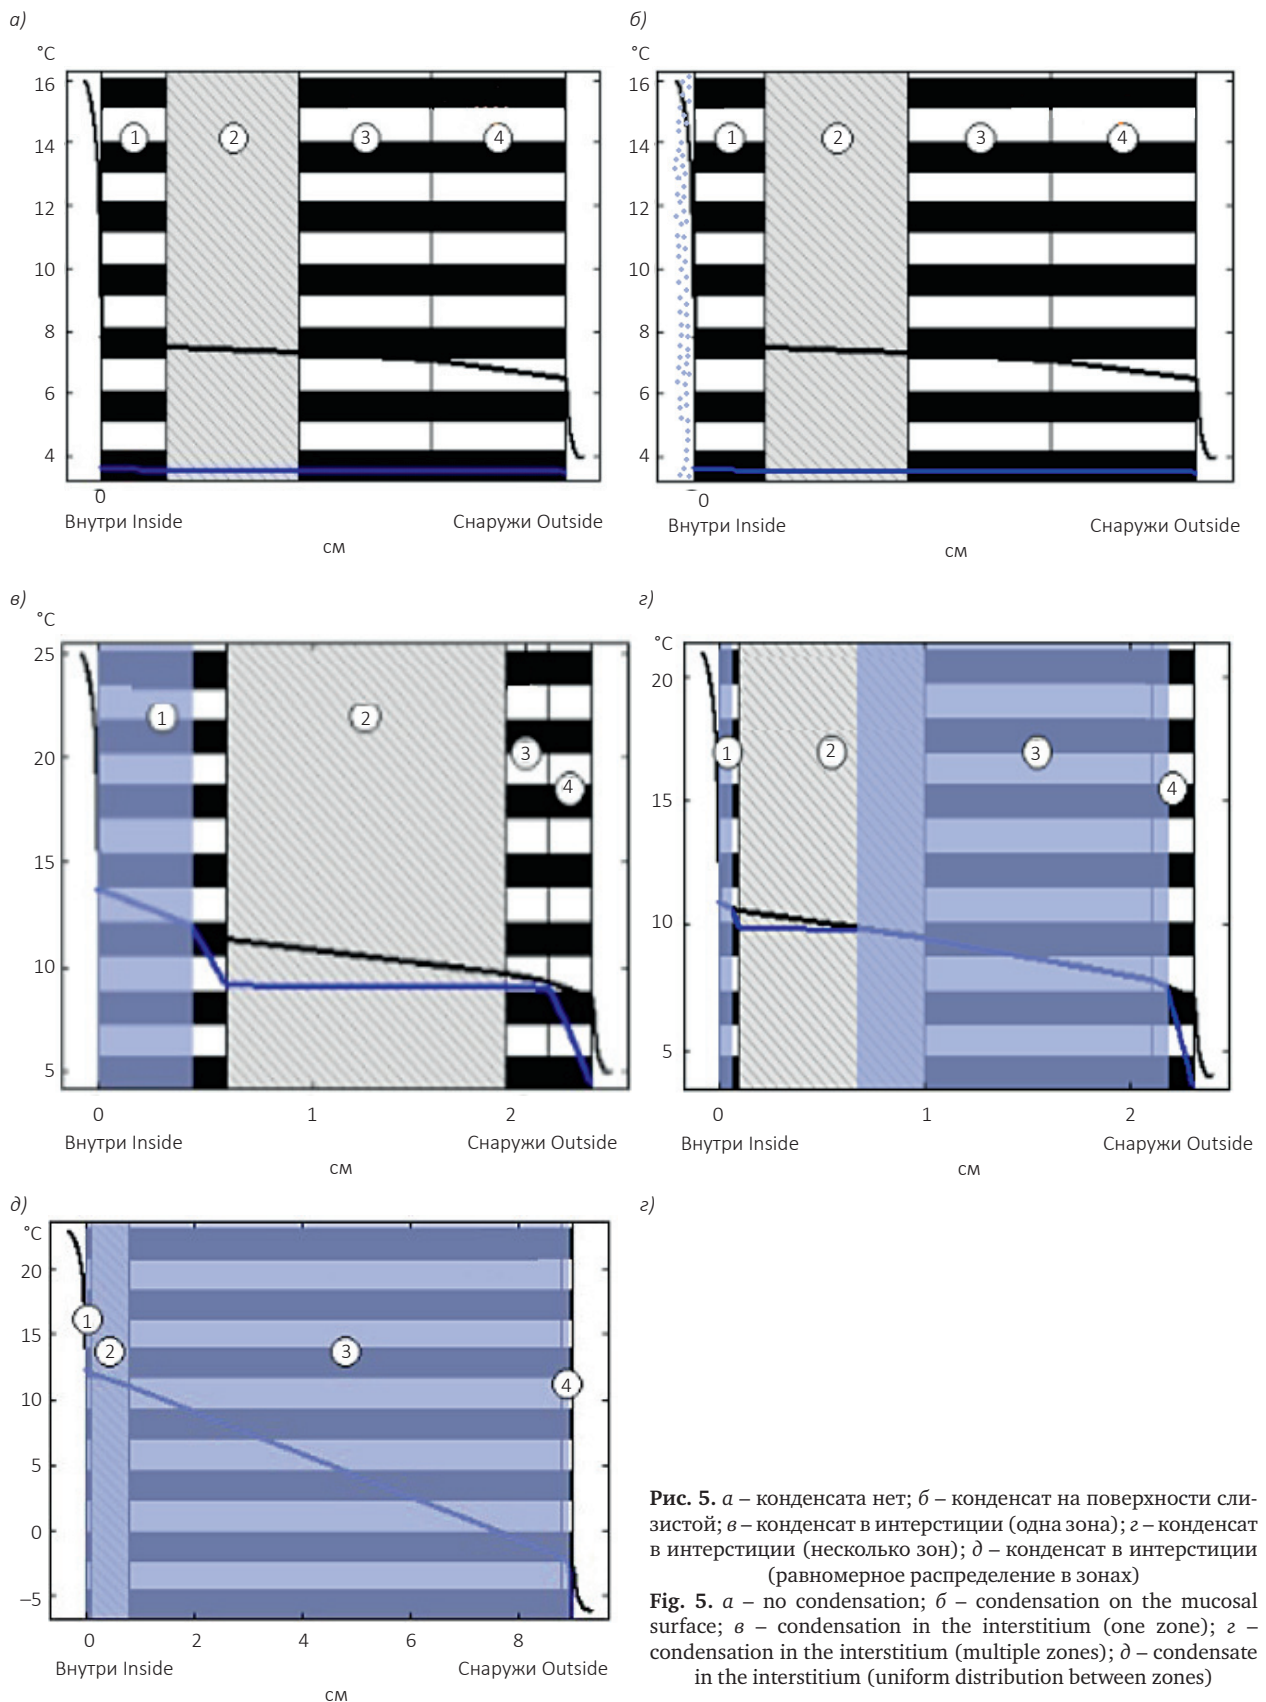 а)
б)
°C
°C
16
14
12
10
8
6
4
1
2
3
4
0
Внутри Inside
Снаружи Outside
см
16
14
12
10
8
6
4
1
2
3
4
0
Внутри Inside
Снаружи Outside
см
в)
г)
°C
25
20
15
10
5
1
2
3
4
0
1
2
Внутри Inside
Снаружи Outside
см
°C
20
15
10
5
1
2
3
4
0
1
2
Внутри Inside
Снаружи Outside
см
д)
г)
°C
20
15
10
5
0
–5
1
2
3
4
0
2
4
6
8
Внутри Inside
Снаружи Outside
см
Рис. 5. а – конденсата нет; б – конденсат на поверхности сли-
зистой; в – конденсат в интерстиции (одна зона); г – конденсат
в интерстиции (несколько зон); д – конденсат в интерстиции
(равномерное распределение в зонах)
Fig. 5. а – no condensation; б – condensation on the mucosal
surface; в – condensation in the interstitium (one zone); г –
condensation in the interstitium (multiple zones); д – condensate
in the interstitium (uniform distribution between zones)